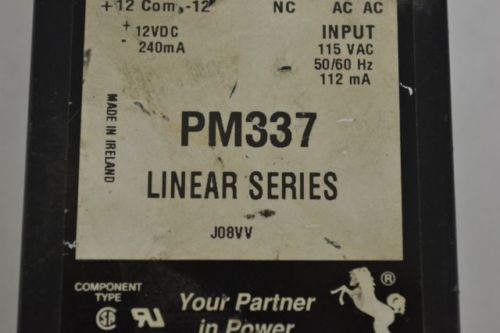 +12 Com -12 NC AC AC
+ 12VDC INPUT
- 240mA 115 VAC
50/60 Hz
112 mA
MADE IN IRELAND
PM337
LINEAR SERIES
J08VV
COMPONENT
TYPE
Your Partner
in Power
®